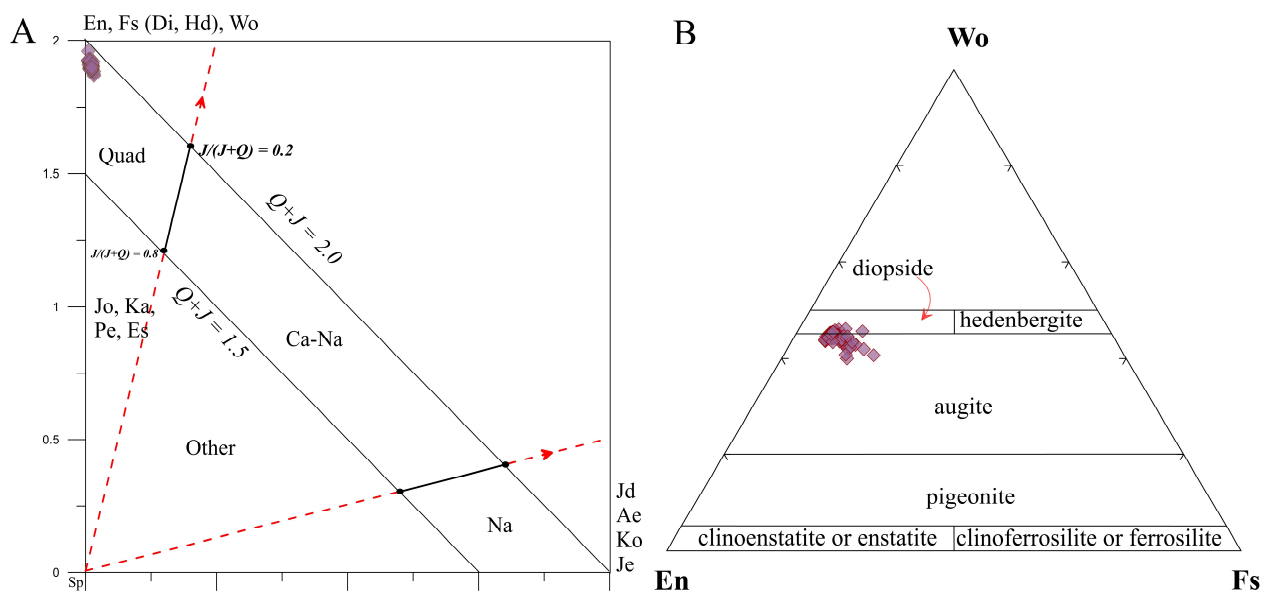 A
En, Fs (Di, Hd), Wo
2
Quad
J/(J+Q) = 0.2
1.5
Q+J = 2.0
J/(J+Q) = 0.8
Q+J = 1.5
1
Jo, Ka,
Pe, Es
Ca-Na
0.5
Other
Na
Jd
Ae
Ko
Je
0
Sp
B
Wo
diopside
hedenbergite
augite
pigeonite
clinoenstatite or enstatite
clinoferrosilite or ferrosilite
En
Fs